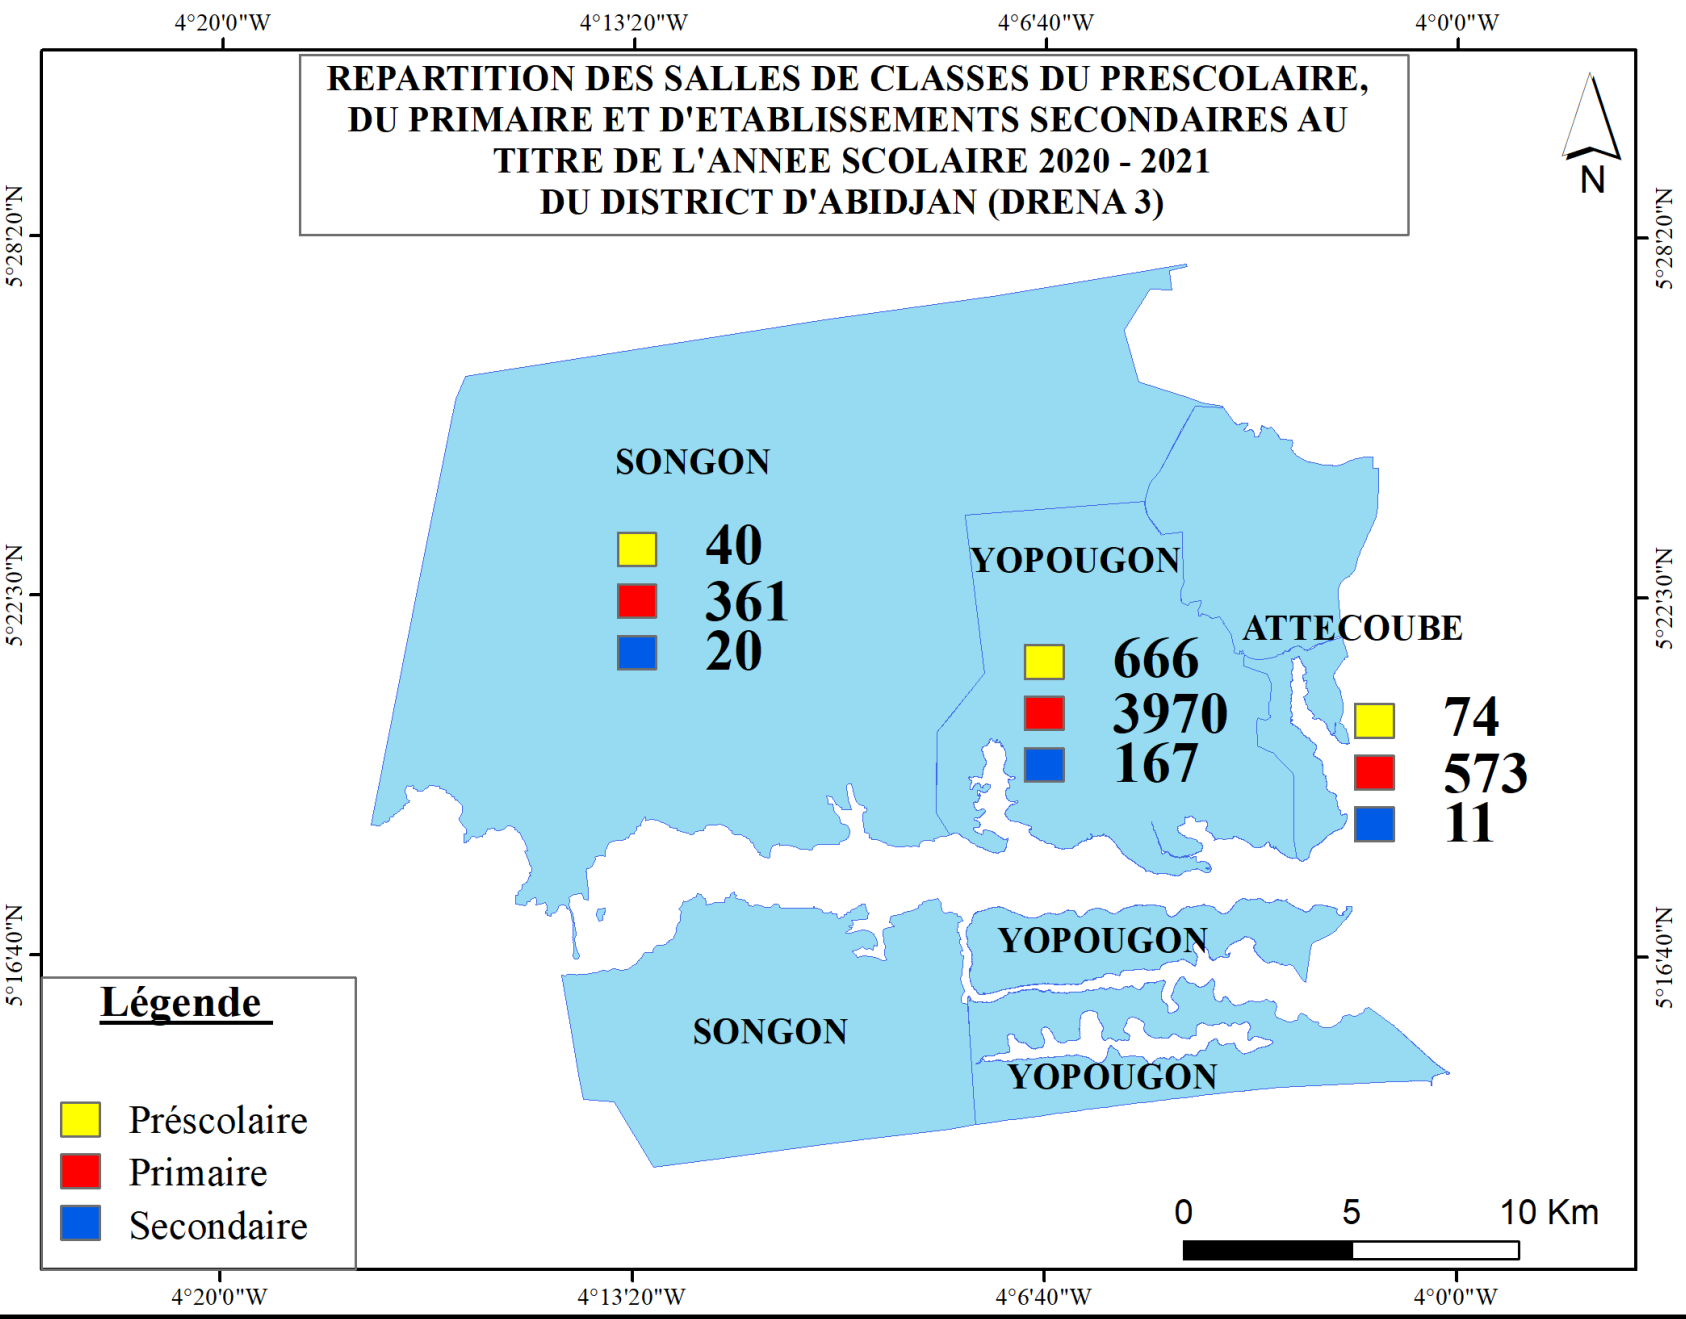 4°20'0"W
4°13'20"W
4°6'40"W
4°0'0"W
REPARTITION DES SALLES DE CLASSES DU PRESCOLAIRE,
DU PRIMAIRE ET D'ETABLISSEMENTS SECONDAIRES AU
TITRE DE L'ANNEE SCOLAIRE 2020 - 2021
DU DISTRICT D'ABIDJAN (DRENA 3)
N
5°28'20"N
5°28'20"N
SONGON
40
361
20
YOPOUGON
666
3970
167
ATTECOUBE
74
573
11
5°22'30"N
5°22'30"N
YOPOUGON
SONGON
YOPOUGON
5°16'40"N
5°16'40"N
Légende
Préscolaire
Primaire
Secondaire
0 5 10 Km
4°20'0"W
4°13'20"W
4°6'40"W
4°0'0"W